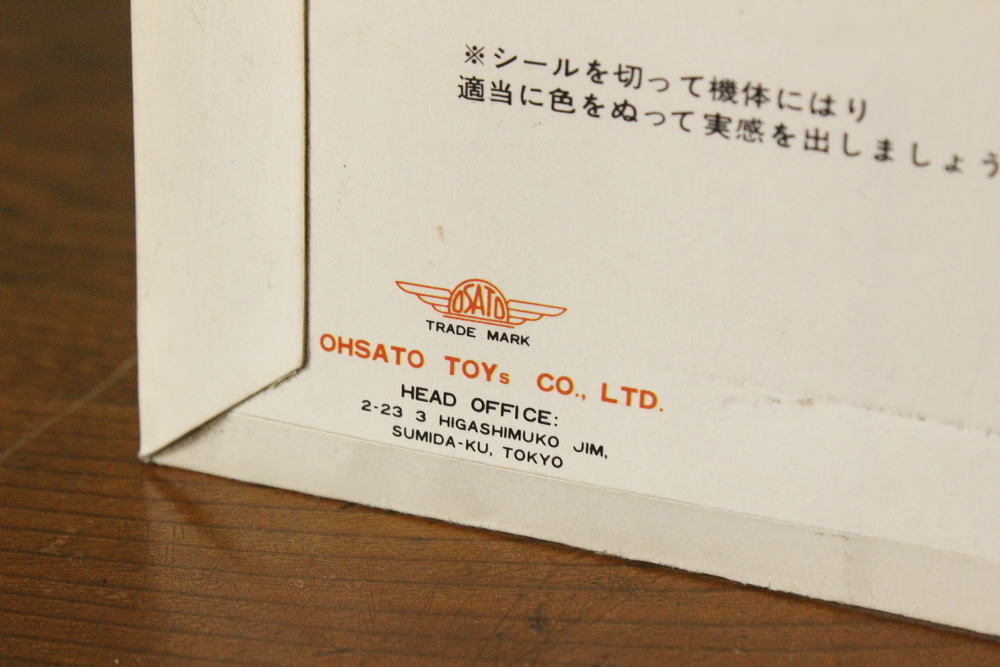 ※シールを切って機体にはり
適当に色をぬって実感を出しましょう
OSATO
TRADE MARK
OHSATO TOYs CO., LTD.
HEAD OFFICE:
2-23 3 HIGASHIMUKO JIM,
SUMIDA-KU, TOKYO